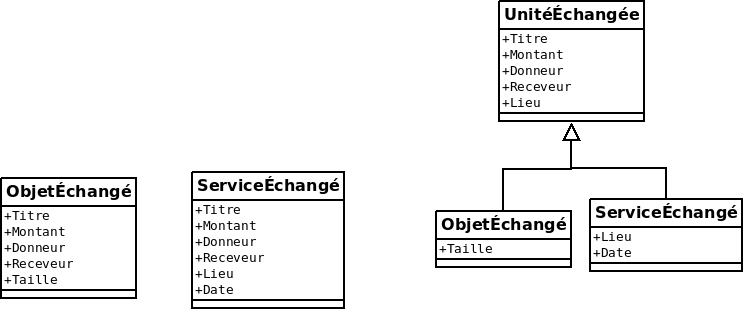 ObjetÉchangé
+Titre
+Montant
+Donneur
+Receveur
+Taille
ServiceÉchangé
+Titre
+Montant
+Donneur
+Receveur
+Lieu
+Date
UnitéÉchangée
+Titre
+Montant
+Donneur
+Receveur
+Lieu
ObjetÉchangé
+Taille
ServiceÉchangé
+Lieu
+Date